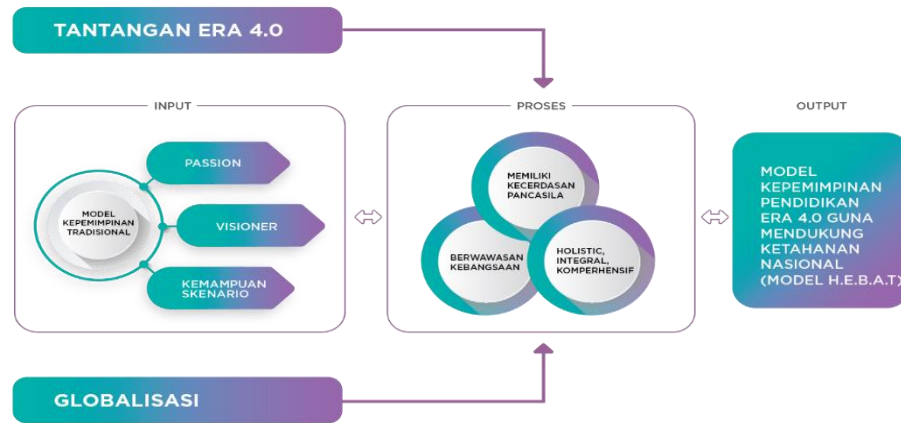 TANTANGAN ERA 4.0
INPUT
PROSES
OUTPUT
MODEL
KEPEMIMPINAN
TRADISIONAL
PASSION
VISIONER
KEMAMPUAN
SKENARIO
MEMILIKI
KECERDASAN
PANCASILA
BERWAWASAN
KEBANGSAAN
HOLISTIC,
INTEGRAL,
KOMPERHENSIF
MODEL
KEPEMIMPINAN
PENDIDIKAN
ERA 4.0 GUNA
MENDUKUNG
KETAHANAN
NASIONAL
(MODEL H.E.B.A.T)
GLOBALISASI